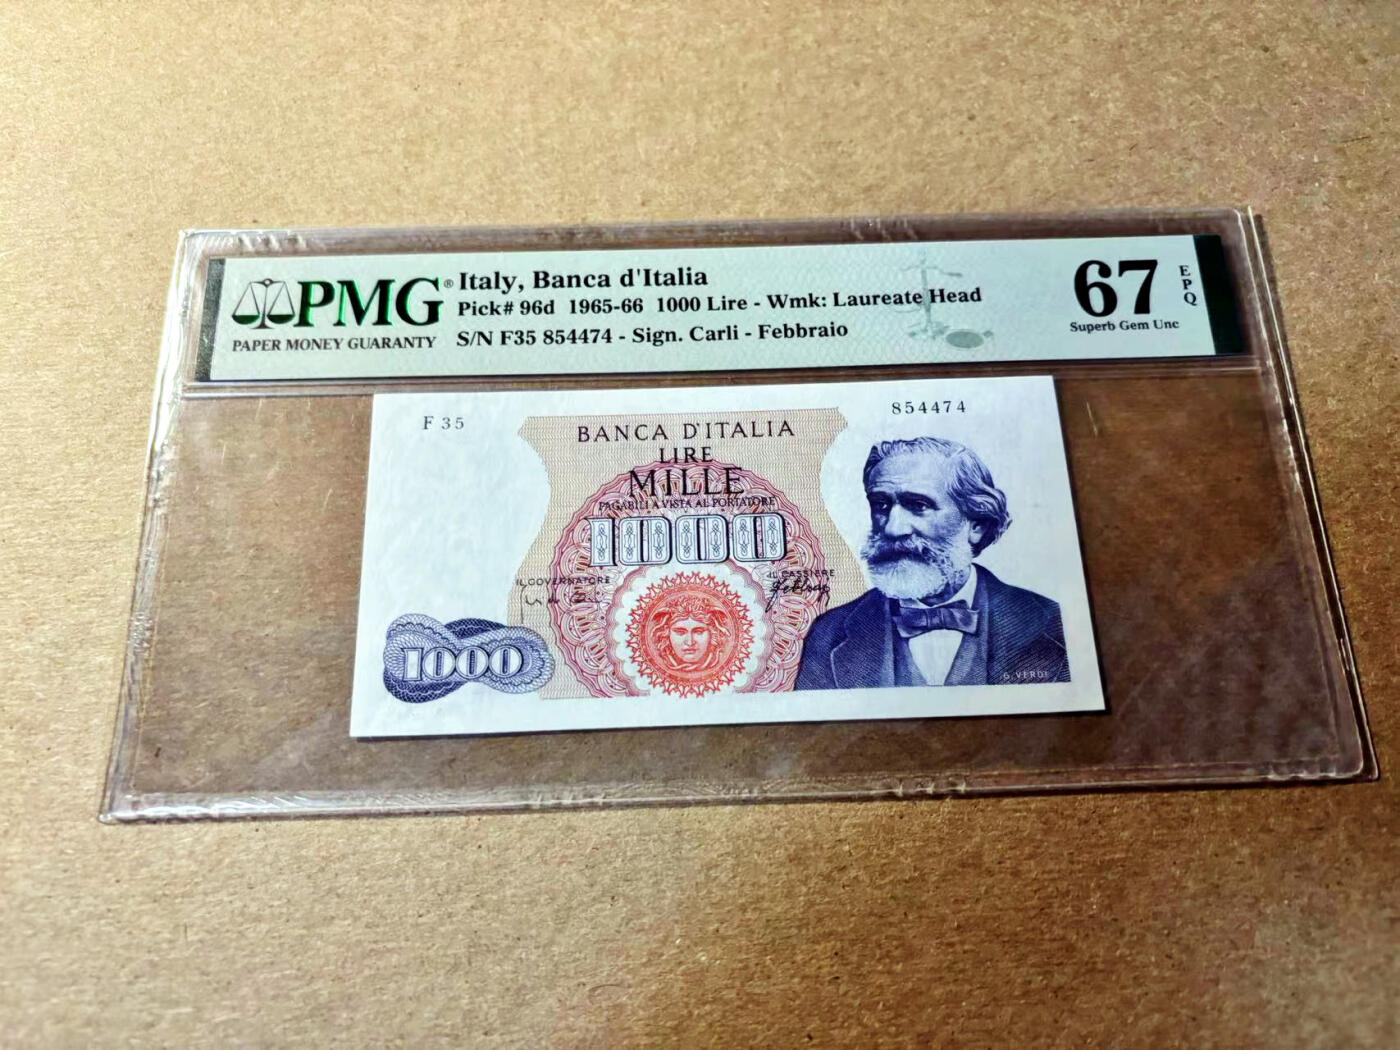 PMG®
PAPER MONEY GUARANTY
Italy, Banca d'Italia
Pick# 96d 1965-66 1000 Lire - Wmk: Laureate Head
S/N F35 854474 - Sign. Carli - Febbraio
67
EPQ
Superb Gem Unc
F 35
854474
BANCA D'ITALIA
LIRE
MILLE
PAGABILI A VISTA AL PORTATORE
1000
IL GOVERNATORE
IL CASSIERE
1000
G. VERDI